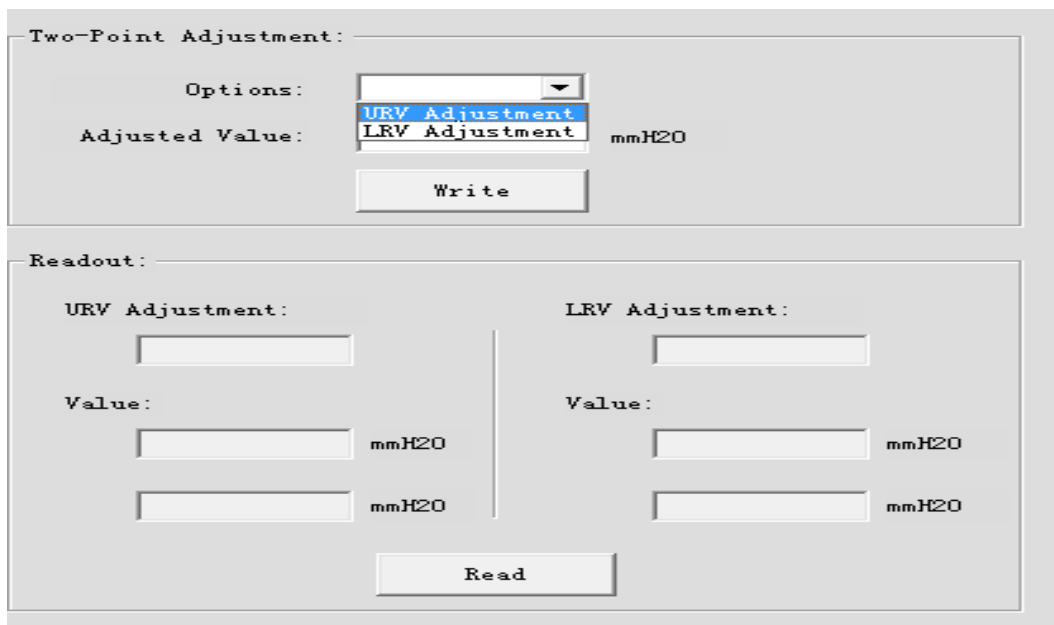 Two-Point Adjustment:
Options:
URV Adjustment
LRV Adjustment
Adjusted Value:
mmH2O
Write
Readout:
URV Adjustment:
LRV Adjustment:
Value:
Value:
mmH2O
mmH2O
mmH2O
mmH2O
Read